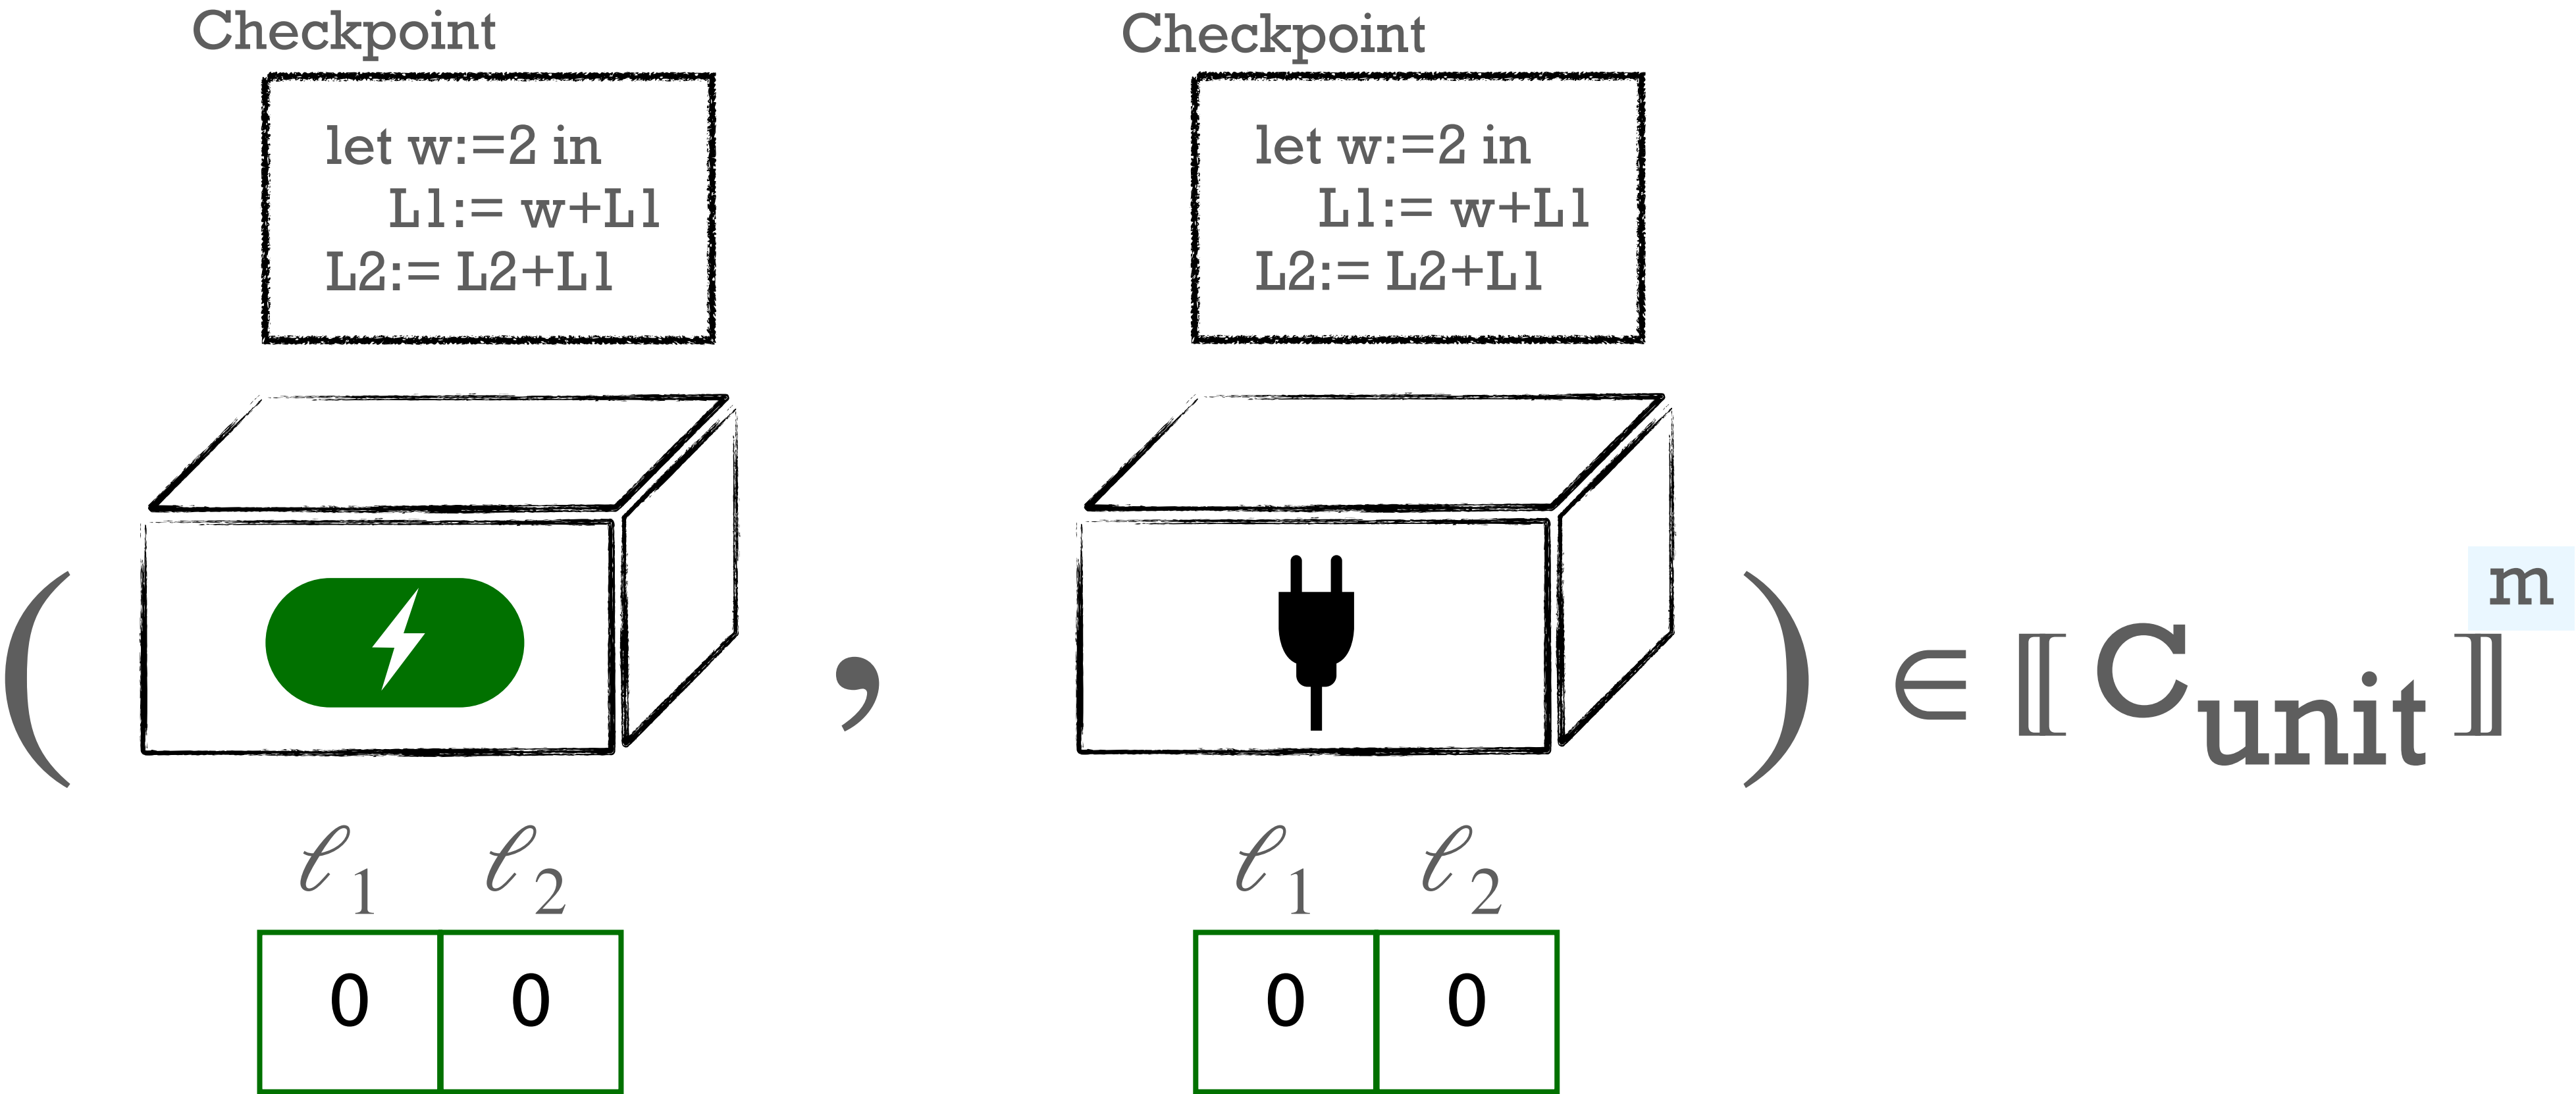 Checkpoint
let w:=2 in
L1:= w+L1
L2:= L2+L1
Checkpoint
let w:=2 in
L1:= w+L1
L2:= L2+L1
( , ) ∈ ⟦ C_unit ⟧^m
ℓ1 ℓ2
0 0
ℓ1 ℓ2
0 0